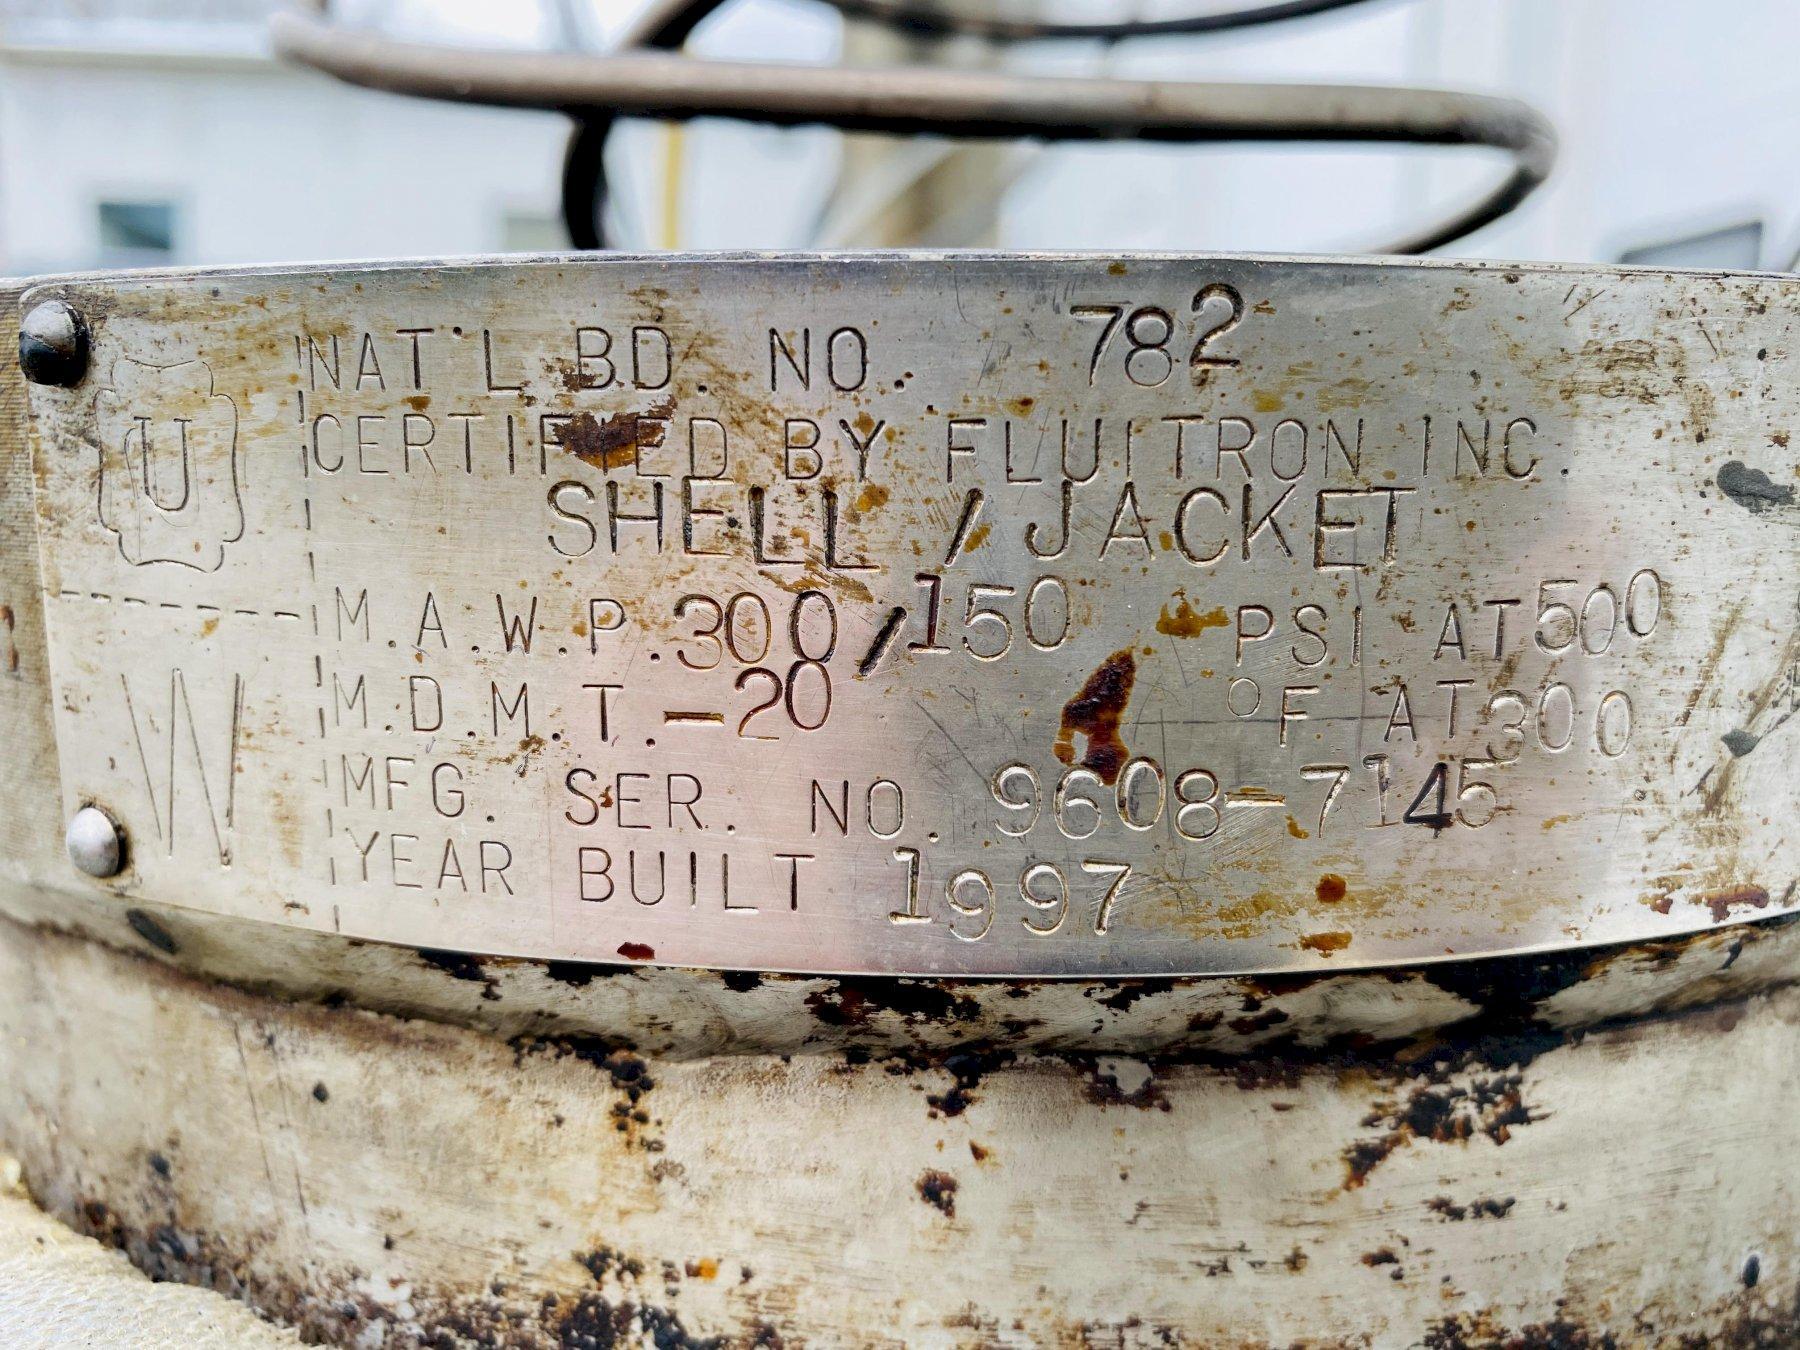 NAT'L. BD. NO. 782
U
CERTIFIED BY FLUITRON INC.
SHELL / JACKET
M.A.W.P. 300/150 PSI AT 500
W
M.D.M.T. -20 °F AT 300
MFG. SER. NO. 9608-7145
YEAR BUILT 1997